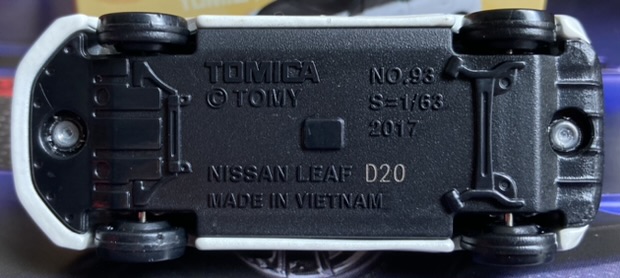 TOMICA
© TOMY
NO.93
S=1/63
2017
NISSAN LEAF D20
MADE IN VIETNAM